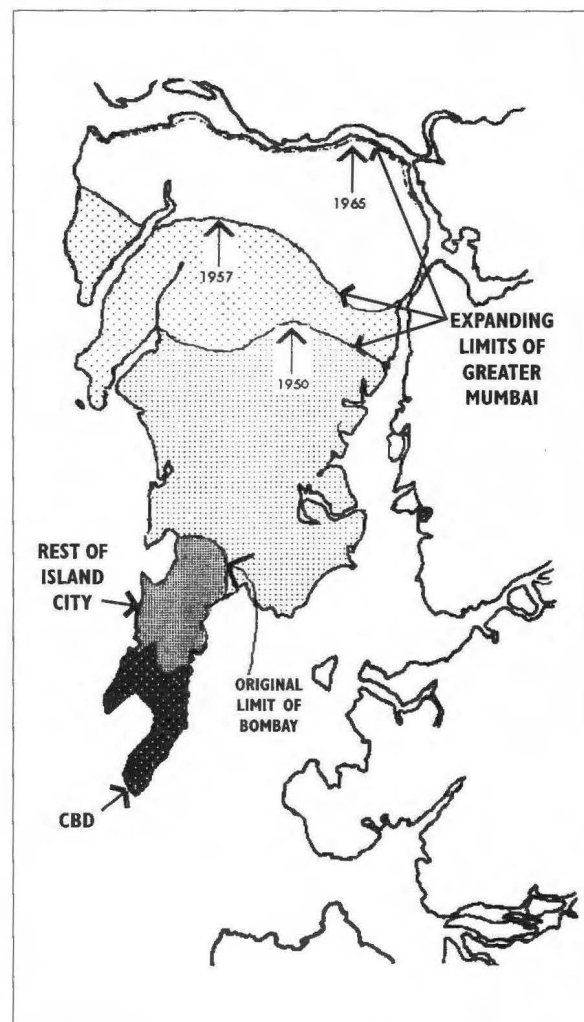 1965
1957
EXPANDING
LIMITS OF
GREATER
MUMBAI
1950
REST OF
ISLAND
CITY
ORIGINAL
LIMIT OF
BOMBAY
CBD